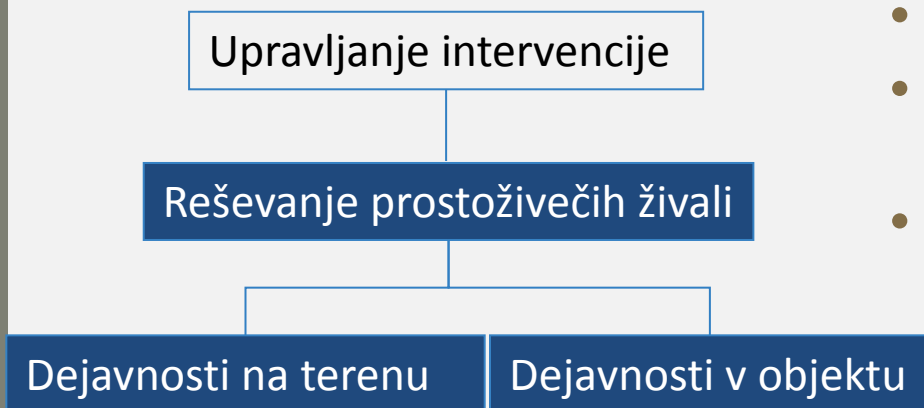 Upravljanje intervencije
Reševanje prostoživečih živali
Dejavnosti na terenu
Dejavnosti v objektu